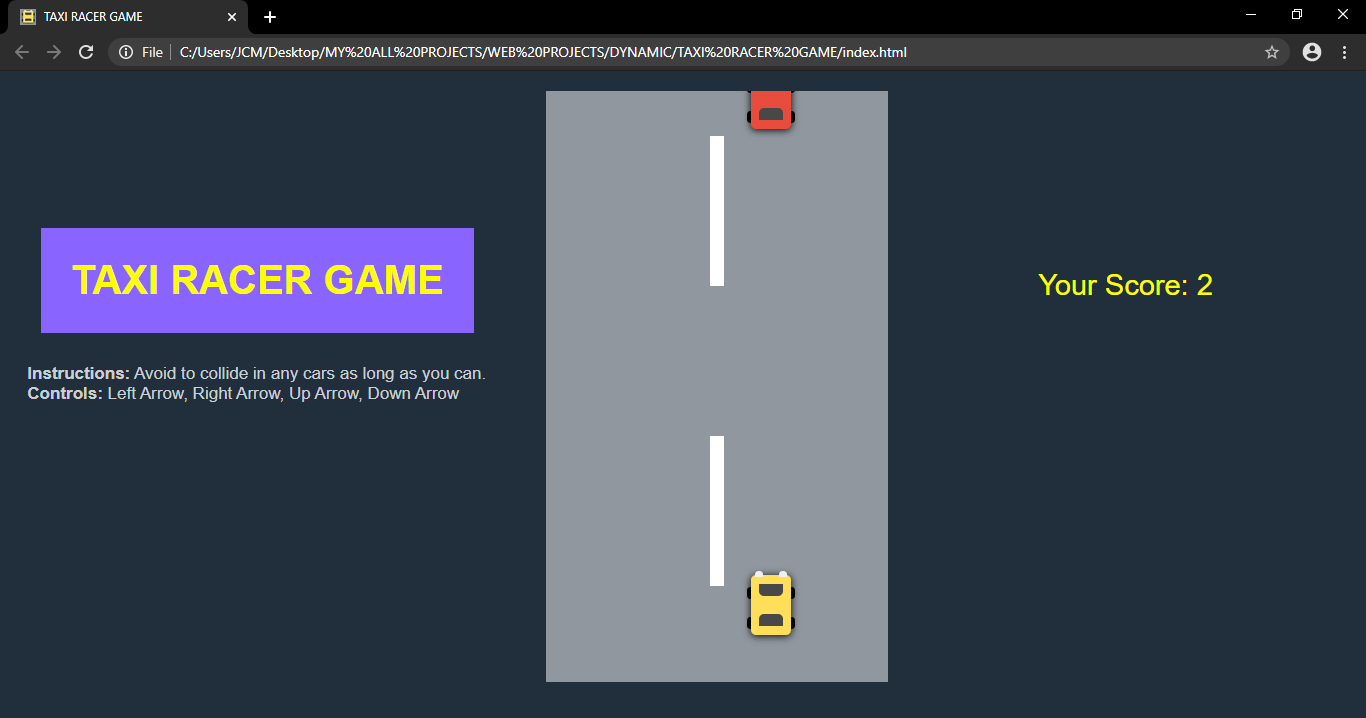 TAXI RACER GAME
File
C:/Users/JCM/Desktop/MY%20ALL%20PROJECTS/WEB%20PROJECTS/DYNAMIC/TAXI%20RACER%20GAME/index.html
TAXI RACER GAME
Instructions: Avoid to collide in any cars as long as you can.
Controls: Left Arrow, Right Arrow, Up Arrow, Down Arrow
Your Score: 2